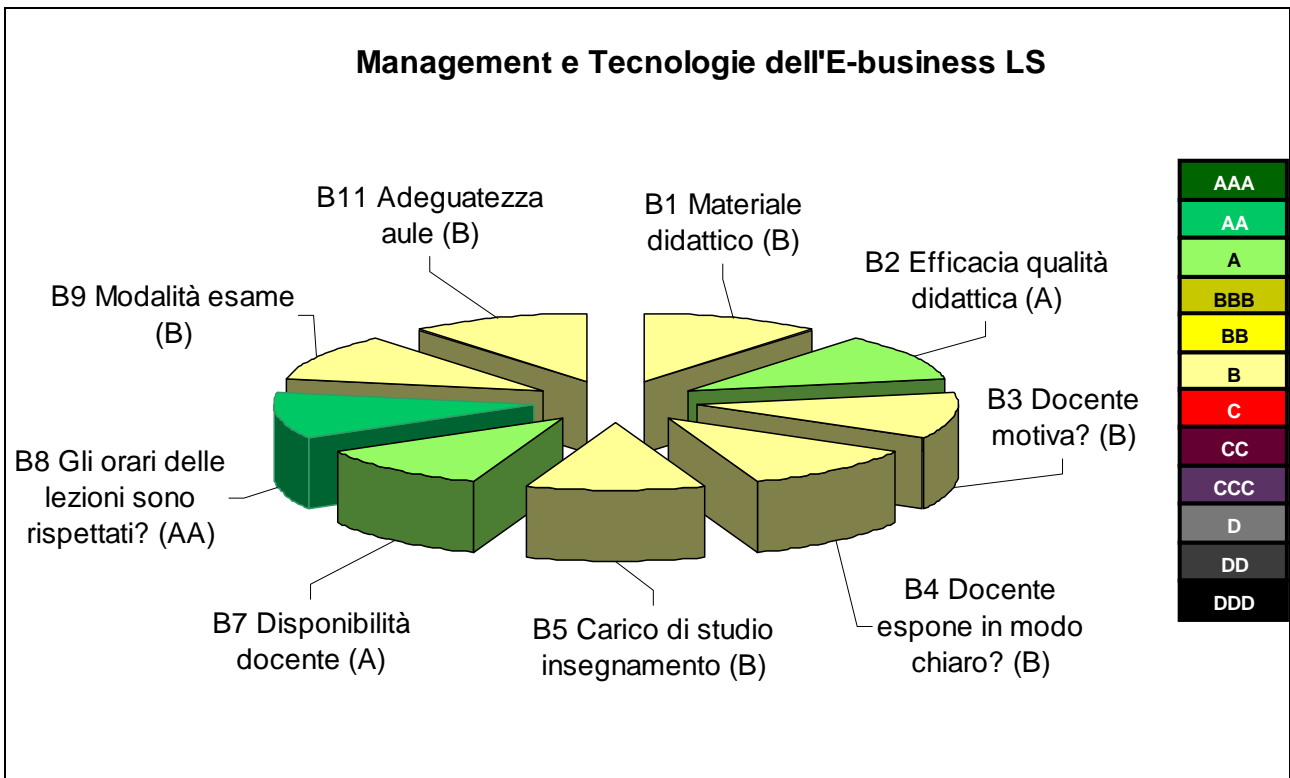 Management e Tecnologie dell'E-business LS
B11 Adeguatezza
aule (B)
B1 Materiale
didattico (B)
B2 Efficacia qualità
didattica (A)
B9 Modalità esame
(B)
B3 Docente
motiva? (B)
B8 Gli orari delle
lezioni sono
rispettati? (AA)
B4 Docente
espone in modo
chiaro? (B)
B7 Disponibilità
docente (A)
B5 Carico di studio
insegnamento (B)
AAA
AA
A
BBB
BB
B
C
CC
CCC
D
DD
DDD